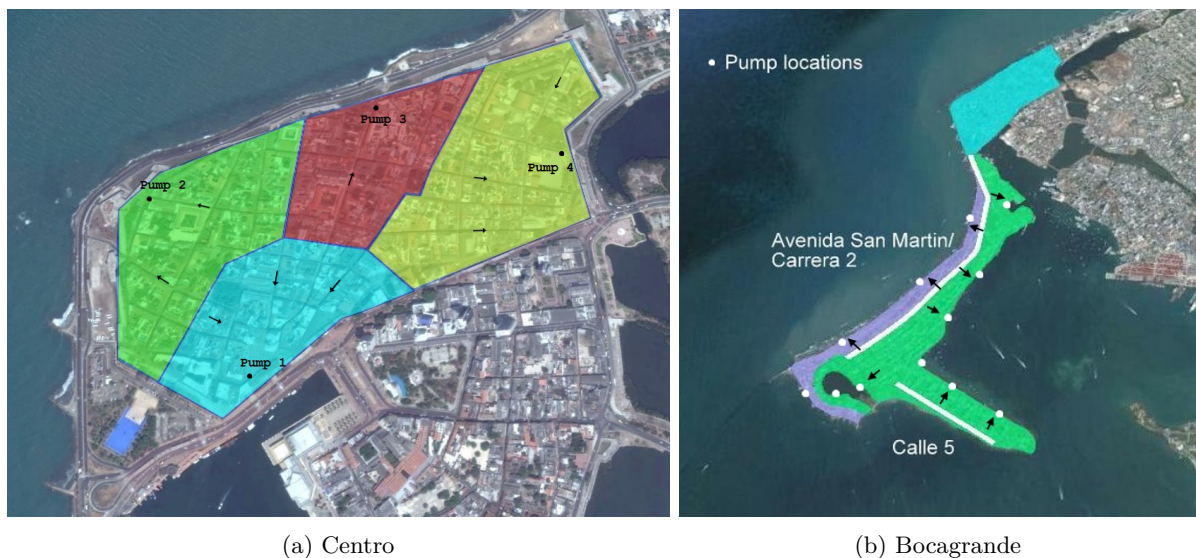 Pump 3
Pump 4
Pump 2
Pump 1
Pump locations
Avenida San Martin/
Carrera 2
Calle 5
(a) Centro
(b) Bocagrande